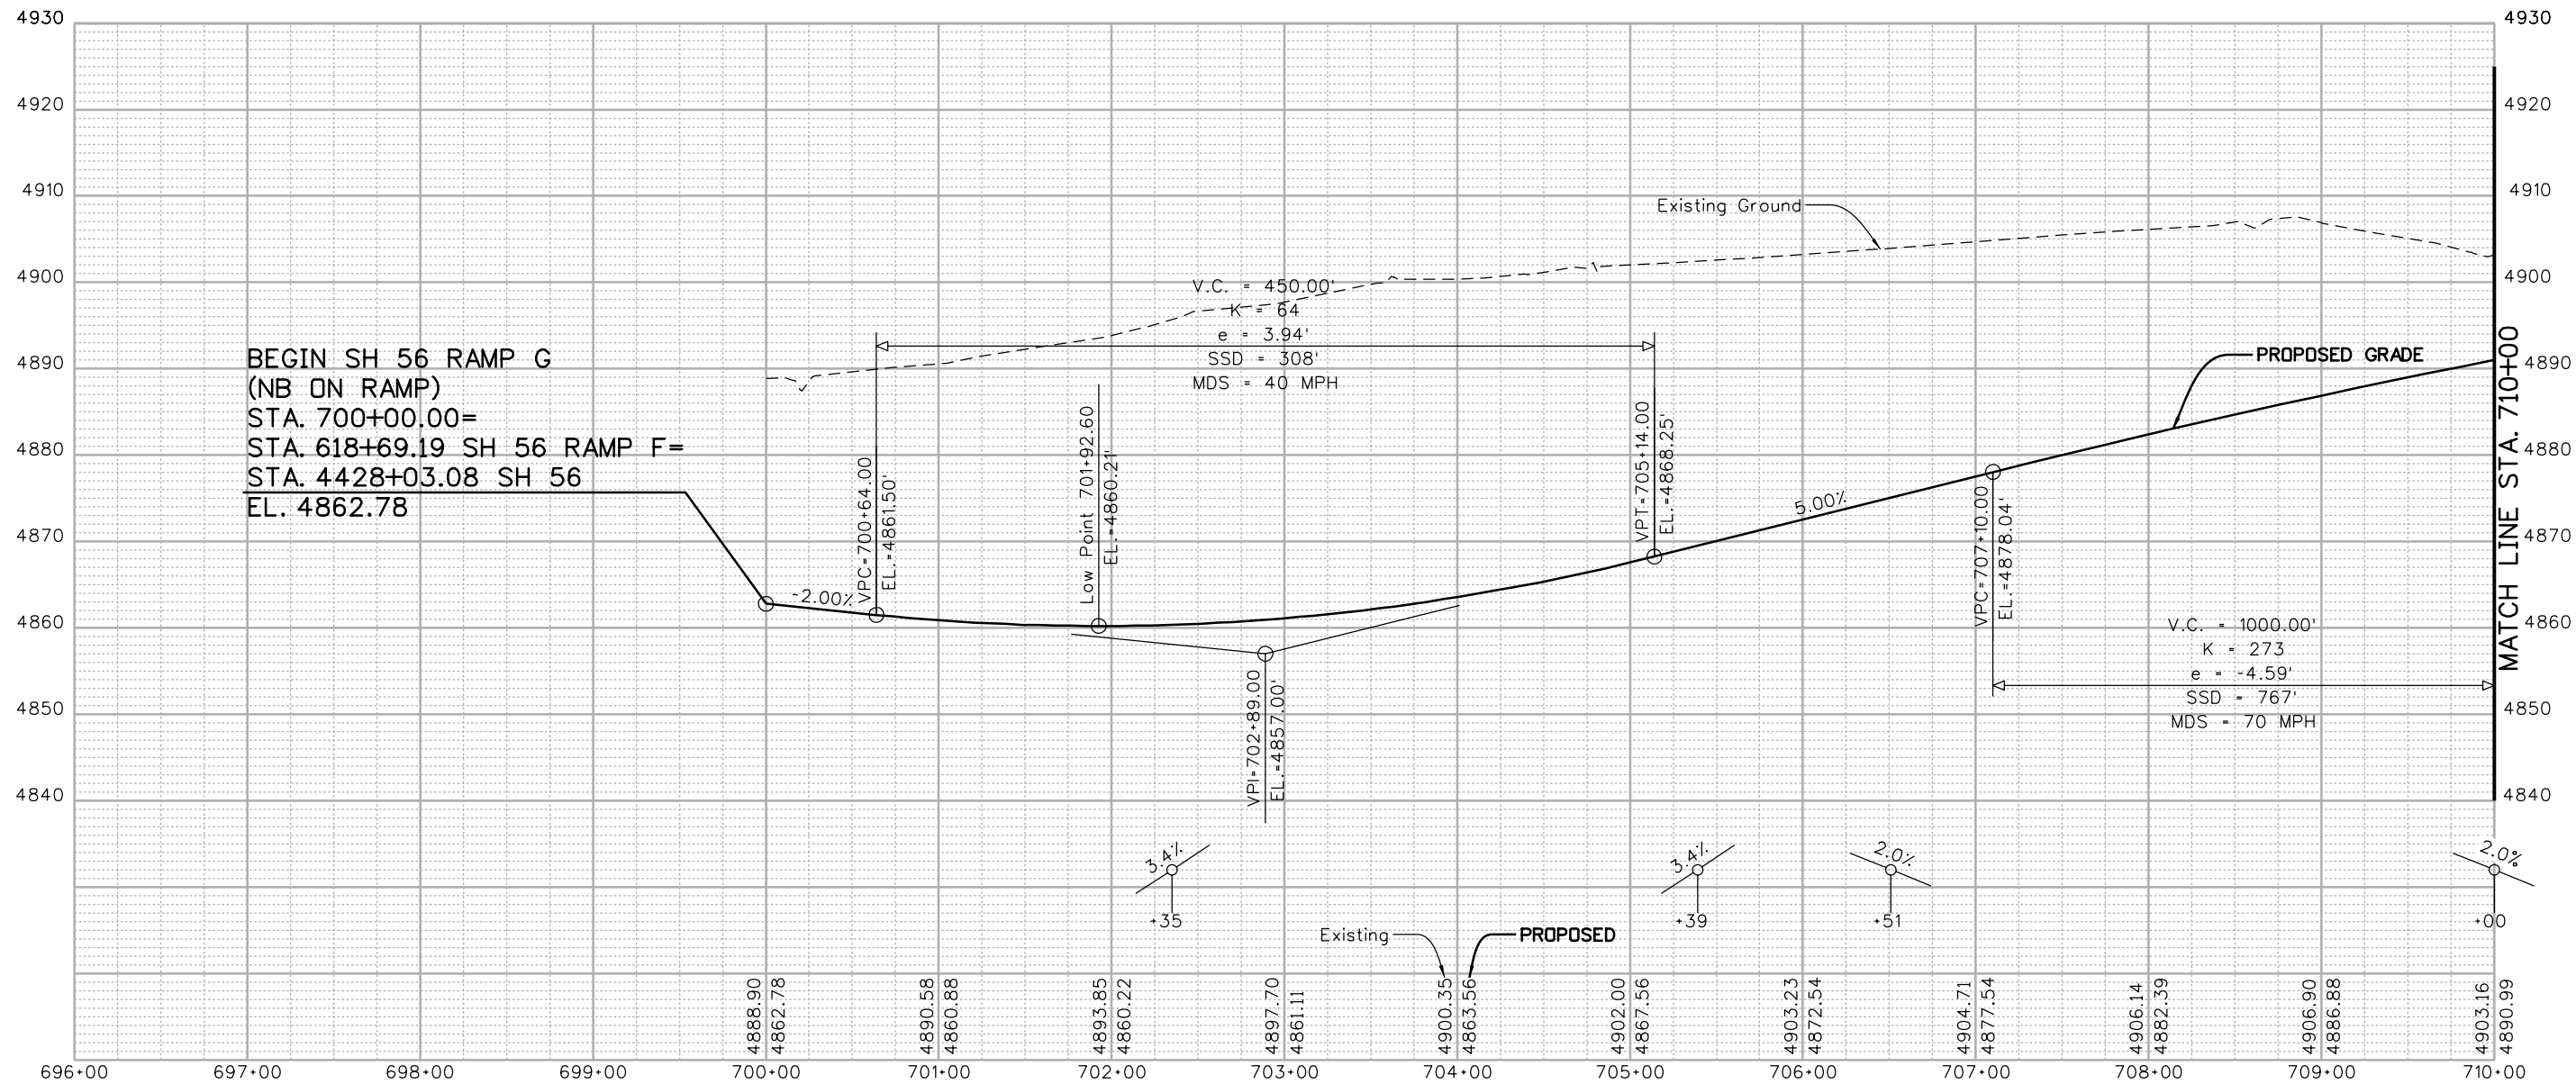 4930
4920
4910
4900
4890
4880
4870
4860
4850
4840
4930
4920
4910
4900
4890
4880
4870
4860
4850
4840
BEGIN SH 56 RAMP G
(NB ON RAMP)
STA. 700+00.00=
STA. 618+69.19 SH 56 RAMP F=
STA. 4428+03.08 SH 56
EL. 4862.78
-2.00%
VPC=700+64.00
EL.=4861.50'
Low Point 701+92.60
EL.=4860.21'
V.C. = 450.00'
K = 64
e = 3.94'
SSD = 308'
MDS = 40 MPH
VPI=702+89.00
EL.=4857.00'
VPT=705+14.00
EL.=4868.25'
Existing Ground
5.00%
PROPOSED GRADE
VPC=707+10.00
EL.=4878.04'
V.C. = 1000.00'
K = 273
e = -4.59'
SSD = 767'
MDS = 70 MPH
MATCH LINE STA. 710+00
3.4%
+35
3.4%
+39
2.0%
+51
2.0%
+00
Existing
PROPOSED
4888.90
4862.78
4890.58
4860.88
4893.85
4860.22
4897.70
4861.11
4900.35
4863.56
4902.00
4867.56
4903.23
4872.54
4904.71
4877.54
4906.14
4882.39
4906.90
4886.88
4903.16
4890.99
696+00 697+00 698+00 699+00 700+00 701+00 702+00 703+00 704+00 705+00 706+00 707+00 708+00 709+00 710+00